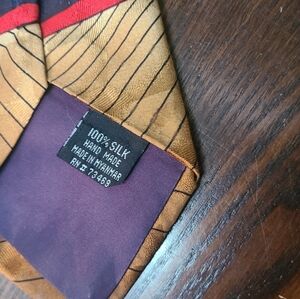 100% SILK
HAND MADE
MADE IN MYANMAR
RN # 73469